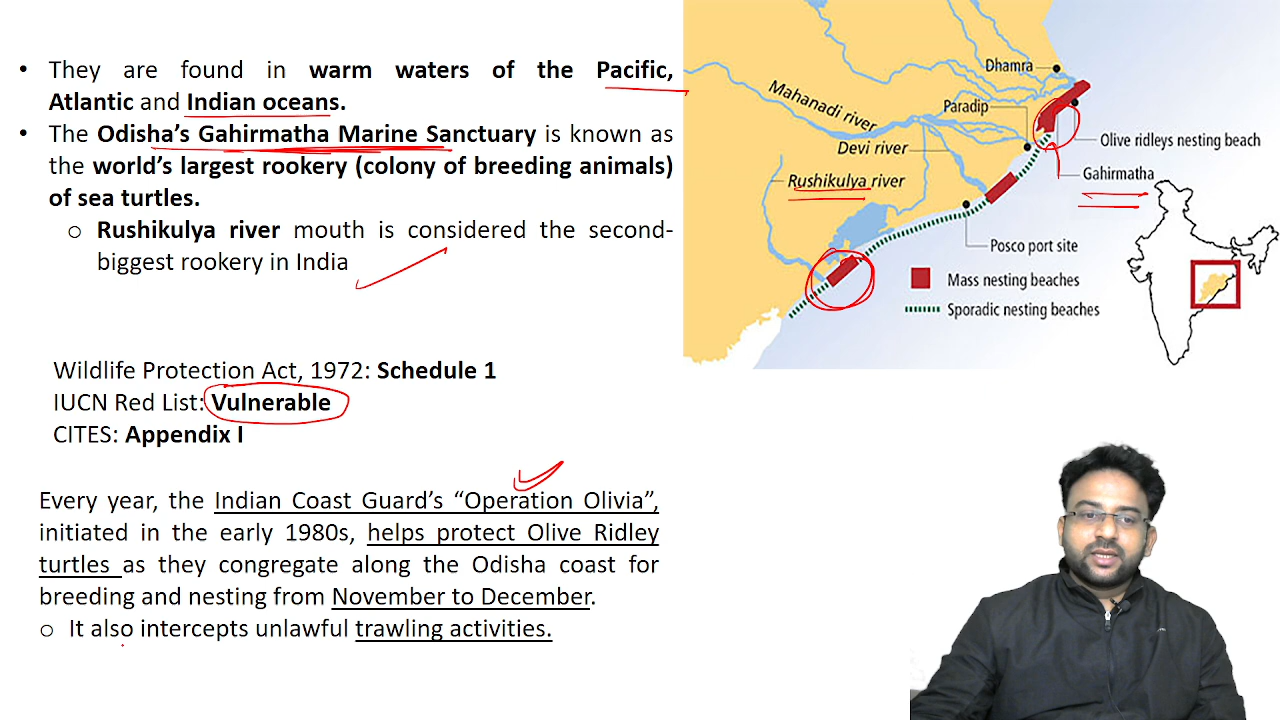 • They are found in warm waters of the Pacific,
Atlantic and Indian oceans.
• The Odisha's Gahirmatha Marine Sanctuary is known as
the world's largest rookery (colony of breeding animals)
of sea turtles.
o Rushikulya river mouth is considered the second-
biggest rookery in India
Wildlife Protection Act, 1972: Schedule 1
IUCN Red List: Vulnerable
CITES: Appendix I
Every year, the Indian Coast Guard's “Operation Olivia”,
initiated in the early 1980s, helps protect Olive Ridley
turtles as they congregate along the Odisha coast for
breeding and nesting from November to December.
o It also intercepts unlawful trawling activities.
Dhamra
Mahanadi river
Paradip
Devi river
Olive ridleys nesting beach
Gahirmatha
Rushikulya river
Posco port site
Mass nesting beaches
Sporadic nesting beaches